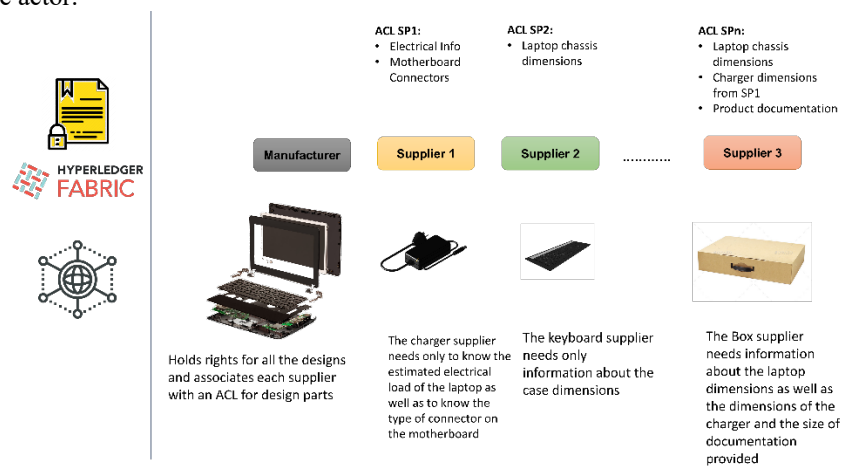 c actor.
ACL SP1:
• Electrical Info
• Motherboard
Connectors
ACL SP2:
• Laptop chassis
dimensions
ACL SPn:
• Laptop chassis
dimensions
• Charger dimensions
from SP1
• Product documentation
HYPERLEDGER
FABRIC
Manufacturer
Supplier 1
Supplier 2
............
Supplier 3
Holds rights for all the designs
and associates each supplier
with an ACL for design parts
The charger supplier
needs only to know the
estimated electrical
load of the laptop as
well as to know the
type of connector on
the motherboard
The keyboard supplier
needs only
information about the
case dimensions
The Box supplier
needs information
about the laptop
dimensions as well as
the dimensions of the
charger and the size of
documentation
provided